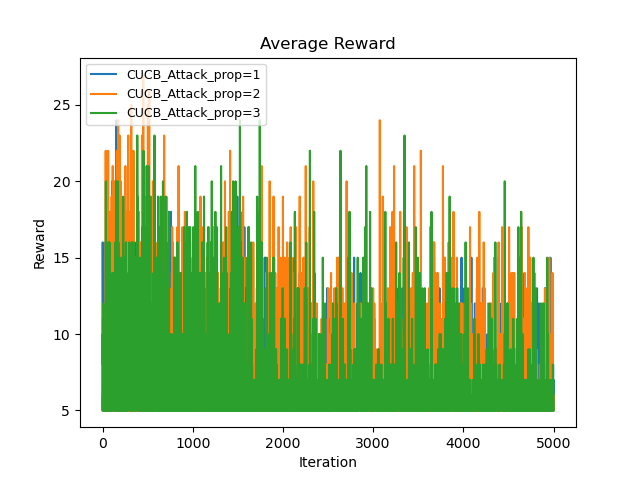 Average Reward
CUCB_Attack_prop=1
CUCB_Attack_prop=2
CUCB_Attack_prop=3
25
20
15
10
5
Reward
0 1000 2000 3000 4000 5000
Iteration